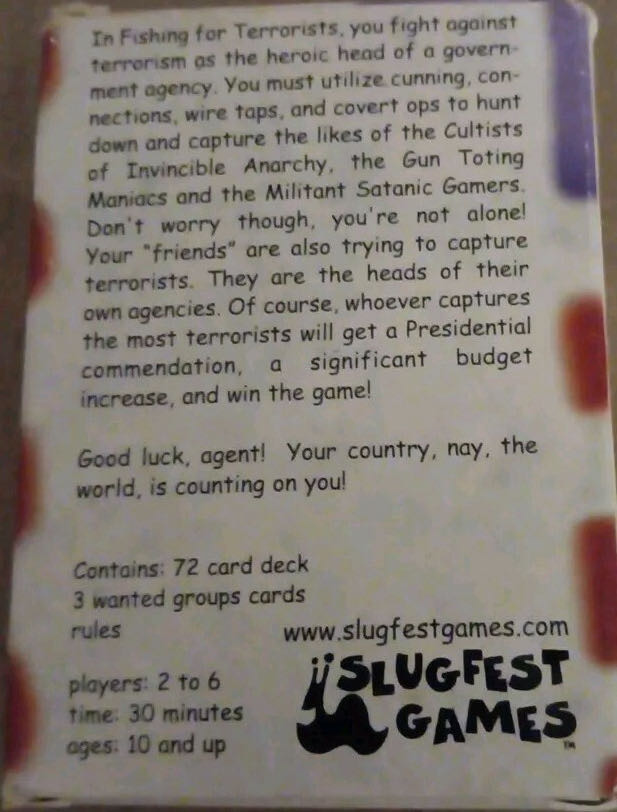 In Fishing for Terrorists, you fight against
terrorism as the heroic head of a govern-
ment agency. You must utilize cunning, con-
nections, wire taps, and covert ops to hunt
down and capture the likes of the Cultists
of Invincible Anarchy, the Gun Toting
Maniacs and the Militant Satanic Gamers.
Don't worry though, you're not alone!
Your "friends" are also trying to capture
terrorists. They are the heads of their
own agencies. Of course, whoever captures
the most terrorists will get a Presidential
commendation, a significant budget
increase, and win the game!
Good luck, agent! Your country, nay, the
world, is counting on you!
Contains: 72 card deck
3 wanted groups cards
rules
www.slugfestgames.com
players: 2 to 6
time: 30 minutes
ages: 10 and up
SLUGFEST
GAMES™